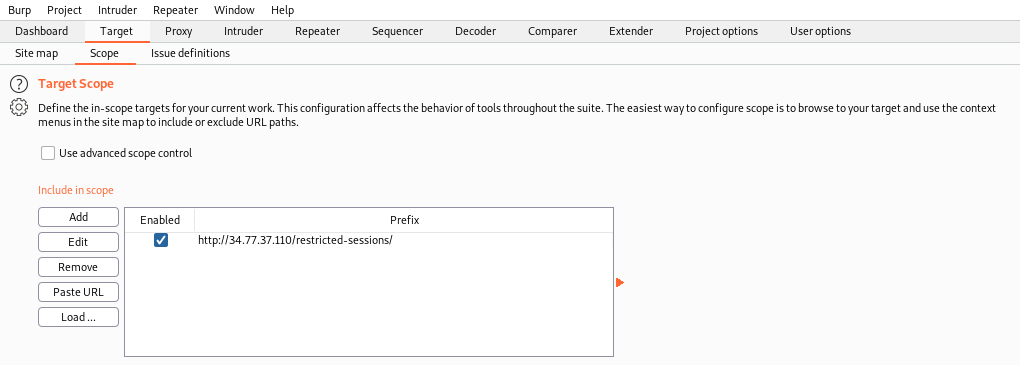 Burp Project Intruder Repeater Window Help
Dashboard Target Proxy Intruder Repeater Sequencer Decoder Comparer Extender Project options User options
Site map Scope Issue definitions
? Target Scope
Define the in-scope targets for your current work. This configuration affects the behavior of tools throughout the suite. The easiest way to configure scope is to browse to your target and use the context
menus in the site map to include or exclude URL paths.
Use advanced scope control
Include in scope
Add Enabled Prefix
Edit http://34.77.37.110/restricted-sessions/
Remove
Paste URL
Load ...